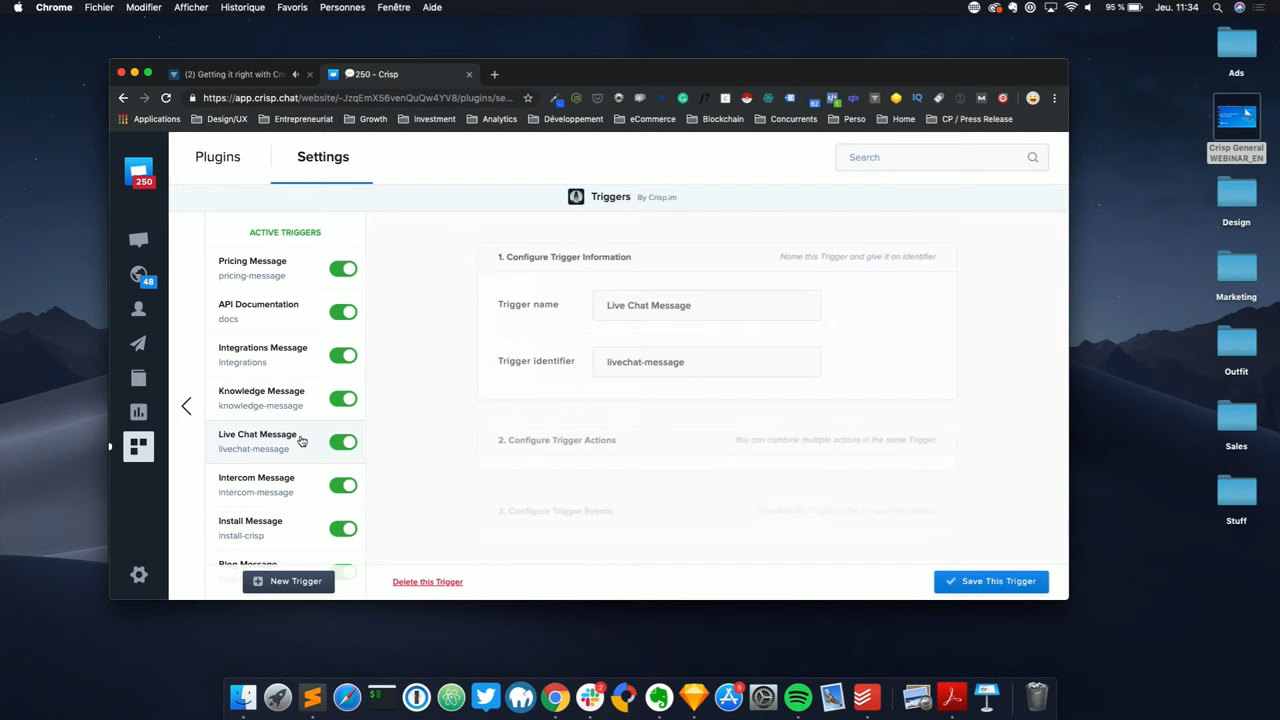 Chrome Fichier Modifier Afficher Historique Favoris Personnes Fenêtre Aide 95 % Jeu. 11:34
(2) Getting it right with Cri 250 - Crisp
https://app.crisp.chat/website/-JzqEmX56venQuQw4YV8/plugins/se...
Applications Design/UX Entrepreneuriat Growth Investment Analytics Développement eCommerce Blockchain Concurrents Perso Home CP / Press Release
Plugins Settings Search
Triggers By Crisp.im
250
48
ACTIVE TRIGGERS
Pricing Message
pricing-message
API Documentation
docs
Integrations Message
Integrations
Knowledge Message
knowledge-message
Live Chat Message
livechat-message
Intercom Message
intercom-message
Install Message
install-crisp
Blog Message
New Trigger
1. Configure Trigger Information Name this Trigger and give it an identifier
Trigger name Live Chat Message
Trigger identifier livechat-message
2. Configure Trigger Actions You can combine multiple actions in the same Trigger
3. Configure Trigger Events
Delete this Trigger Save This Trigger
Ads
Crisp General
WEBINAR_EN
Design
Marketing
Outfit
Sales
Stuff